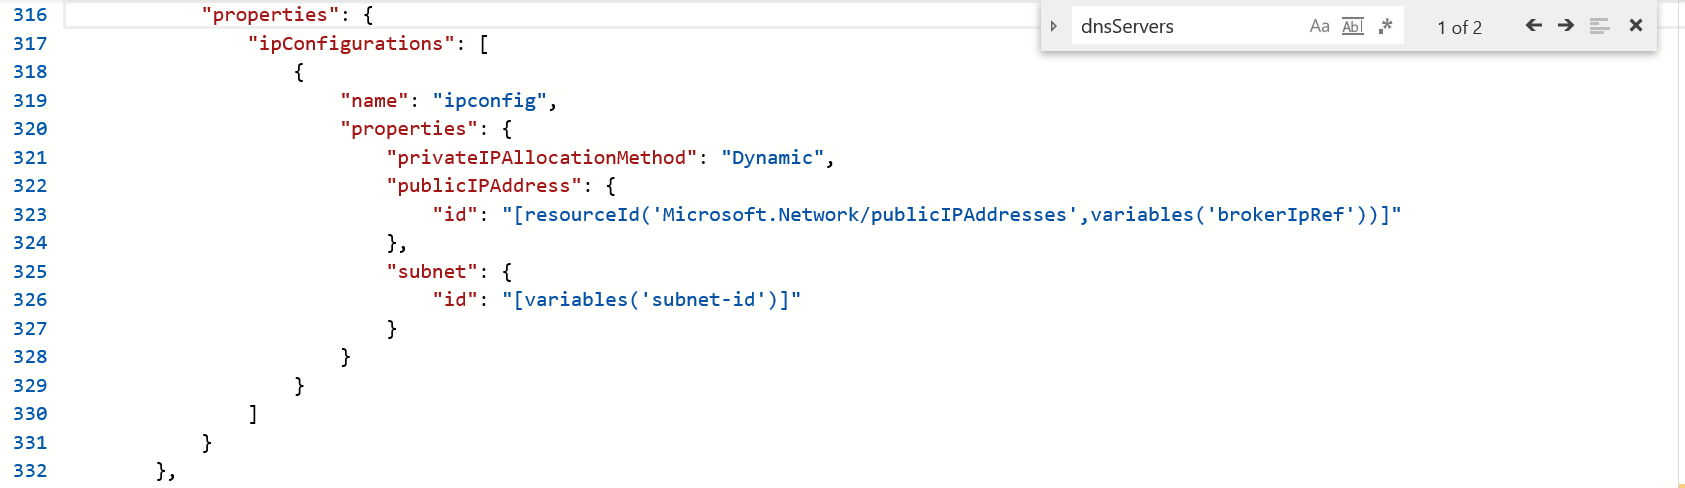 316 "properties": {
317 "ipConfigurations": [
318 {
319 "name": "ipconfig",
320 "properties": {
321 "privateIPAllocationMethod": "Dynamic",
322 "publicIPAddress": {
323 "id": "[resourceId('Microsoft.Network/publicIPAddresses',variables('brokerIpRef'))]"
324 },
325 "subnet": {
326 "id": "[variables('subnet-id')]"
327 }
328 }
329 }
330 ]
331 }
332 },
dnsServers Aa Abl .* 1 of 2